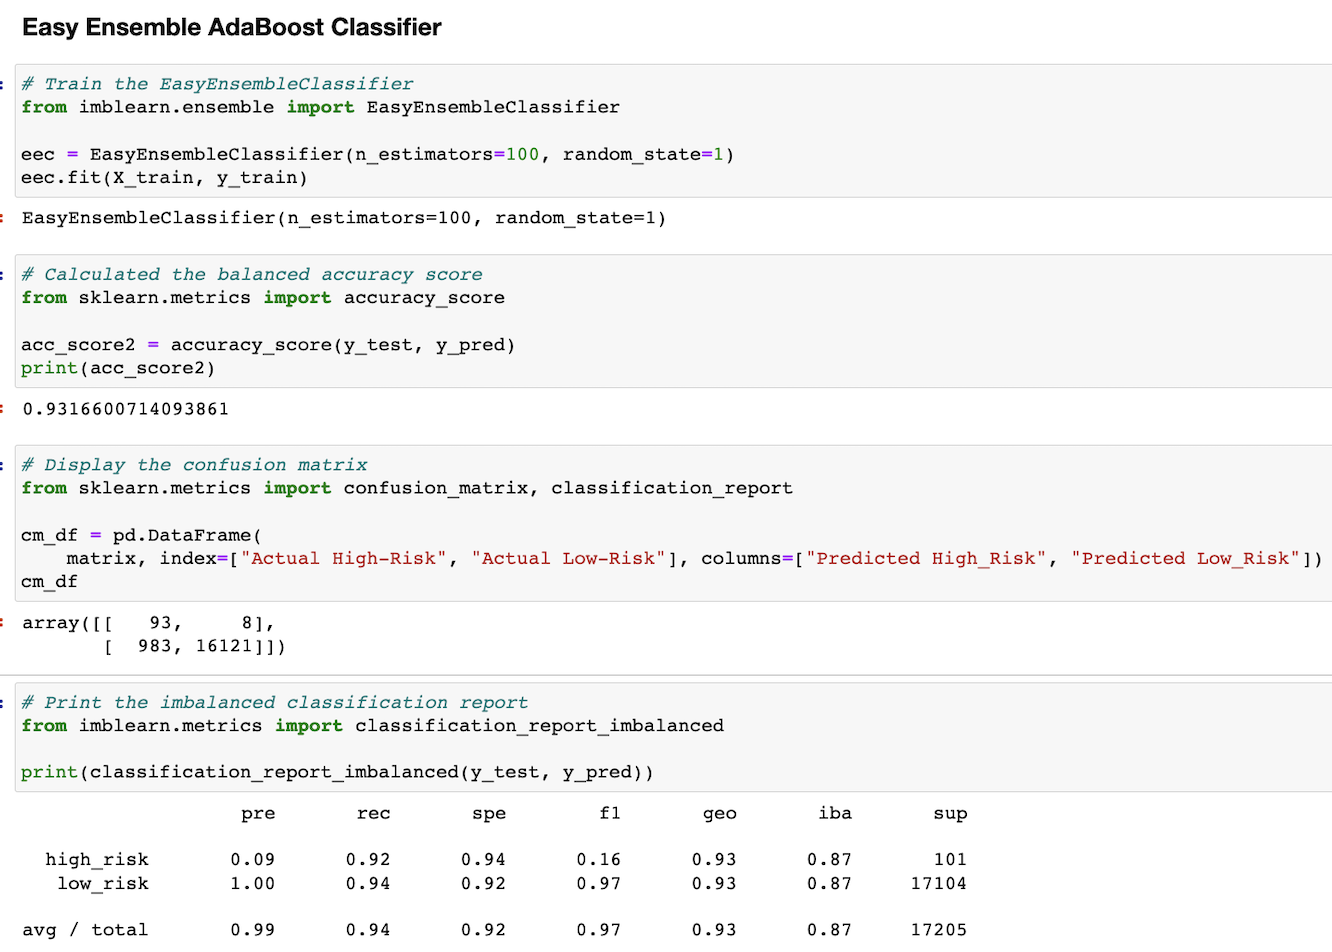 Easy Ensemble AdaBoost Classifier
# Train the EasyEnsembleClassifier
from imblearn.ensemble import EasyEnsembleClassifier
eec = EasyEnsembleClassifier(n_estimators=100, random_state=1)
eec.fit(X_train, y_train)
EasyEnsembleClassifier(n_estimators=100, random_state=1)
# Calculated the balanced accuracy score
from sklearn.metrics import accuracy_score
acc_score2 = accuracy_score(y_test, y_pred)
print(acc_score2)
0.9316600714093861
# Display the confusion matrix
from sklearn.metrics import confusion_matrix, classification_report
cm_df = pd.DataFrame(
    matrix, index=["Actual High-Risk", "Actual Low-Risk"], columns=["Predicted High_Risk", "Predicted Low_Risk"])
cm_df
array([[   93,     8],
       [  983, 16121]])
# Print the imbalanced classification report
from imblearn.metrics import classification_report_imbalanced
print(classification_report_imbalanced(y_test, y_pred))
pre rec spe f1 geo iba sup
high_risk 0.09 0.92 0.94 0.16 0.93 0.87 101
low_risk 1.00 0.94 0.92 0.97 0.93 0.87 17104
avg / total 0.99 0.94 0.92 0.97 0.93 0.87 17205